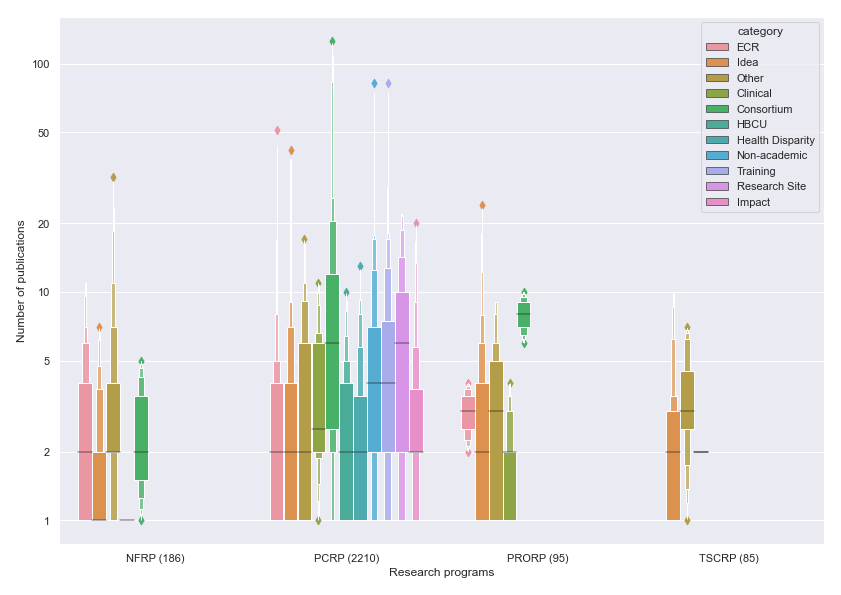 category
ECR
Idea
Other
Clinical
Consortium
HBCU
Health Disparity
Non-academic
Training
Research Site
Impact
Number of publications
100
50
20
10
5
2
1
NFRP (186)
PCRP (2210)
PRORP (95)
TSCRP (85)
Research programs